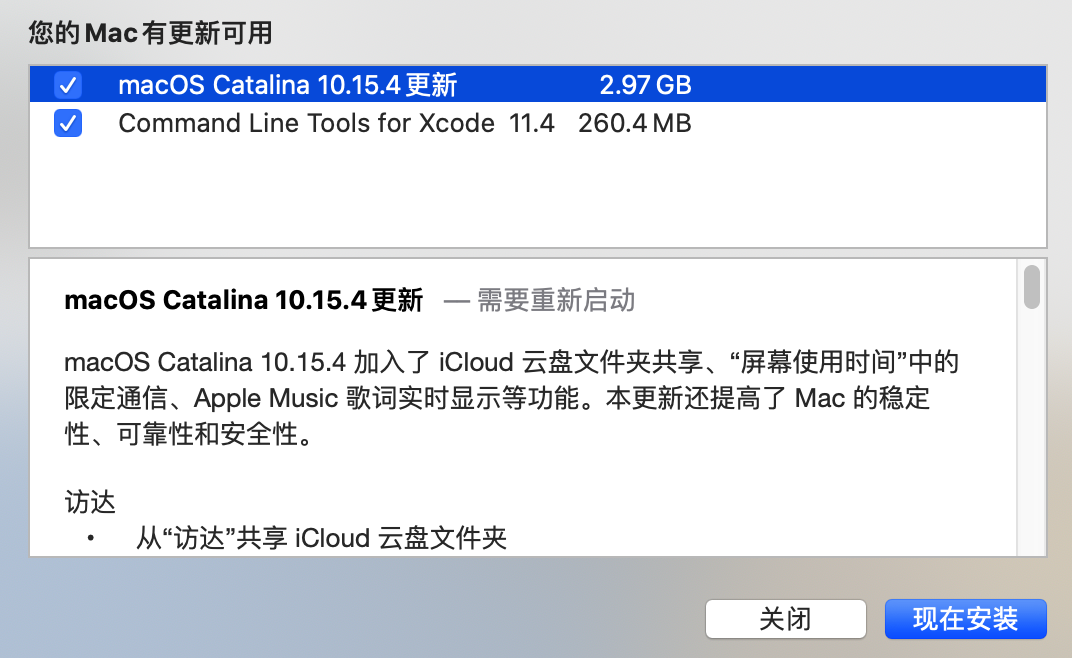 您的Mac有更新可用
macOS Catalina 10.15.4更新 2.97 GB
Command Line Tools for Xcode 11.4 260.4 MB
macOS Catalina 10.15.4更新 — 需要重新启动
macOS Catalina 10.15.4 加入了 iCloud 云盘文件夹共享、“屏幕使用时间”中的
限定通信、Apple Music 歌词实时显示等功能。本更新还提高了 Mac 的稳定
性、可靠性和安全性。
访达
• 从“访达”共享 iCloud 云盘文件夹
关闭 现在安装